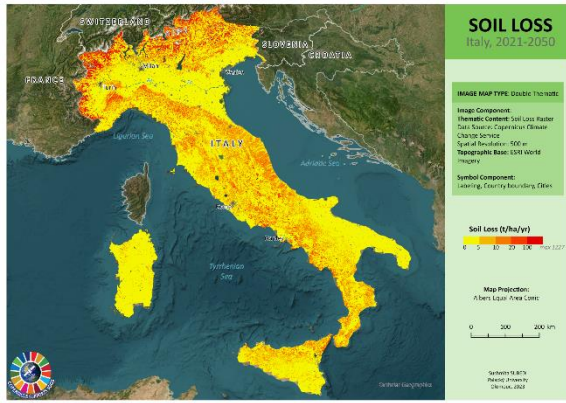 SOIL LOSS
Italy, 2021-2050
IMAGE MAP TYPE: Double Thematic
Image Component:
Thematic Content: Soil Loss Raster
Data Source: Copernicus Climate
Change Service
Spatial Resolution: 500 m
Topographic Base: ESRI World
Imagery
Symbol Component:
Labeling, Country boundary, Cities
Soil Loss (t/ha/yr)
0 5 10 20 100 max 1227
Map Projection:
Albers Equal Area Conic
0 100 200 km
Palacký University
Olomouc, 2023
SWITZERLAND
SLOVENIA
CROATIA
FRANCE
Milan
Ligurian Sea
ITALY
Adriatic Sea
Tyrrhenian
Sea